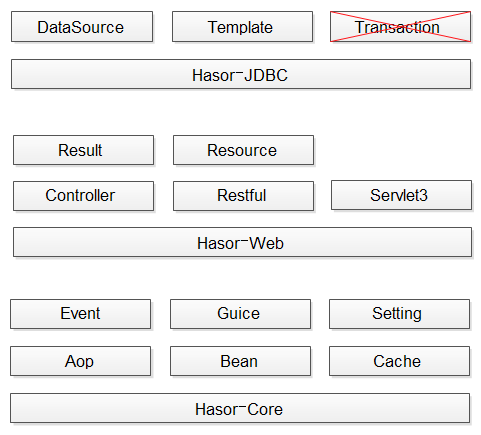 DataSource Template Transaction
Hasor-JDBC
Result Resource
Controller Restful Servlet3
Hasor-Web
Event Guice Setting
Aop Bean Cache
Hasor-Core